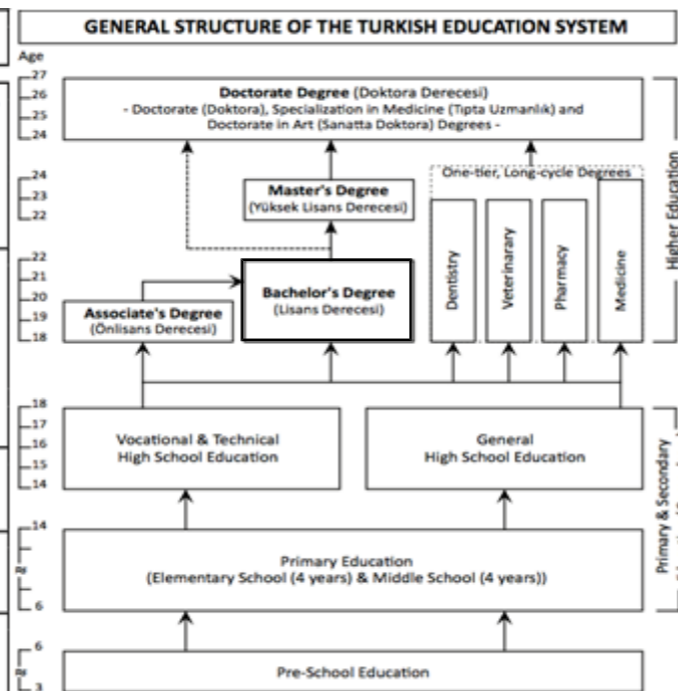 GENERAL STRUCTURE OF THE TURKISH EDUCATION SYSTEM
Age
27
26
25
24
Doctorate Degree (Doktora Derecesi)
- Doctorate (Doktora), Specialization in Medicine (Tıpta Uzmanlık) and
Doctorate in Art (Sanatta Doktora) Degrees -
24
23
22
Master's Degree
(Yüksek Lisans Derecesi)
One-tier, Long-cycle Degrees
Dentistry
Veterinarary
Pharmacy
Medicine
22
21
20
19
18
Bachelor's Degree
(Lisans Derecesi)
Associate's Degree
(Önlisans Derecesi)
Higher Education
18
17
16
15
14
Vocational & Technical
High School Education
General
High School Education
14
≈
6
Primary Education
(Elementary School (4 years) & Middle School (4 years))
Primary & Secondary
6
≈
3
Pre-School Education